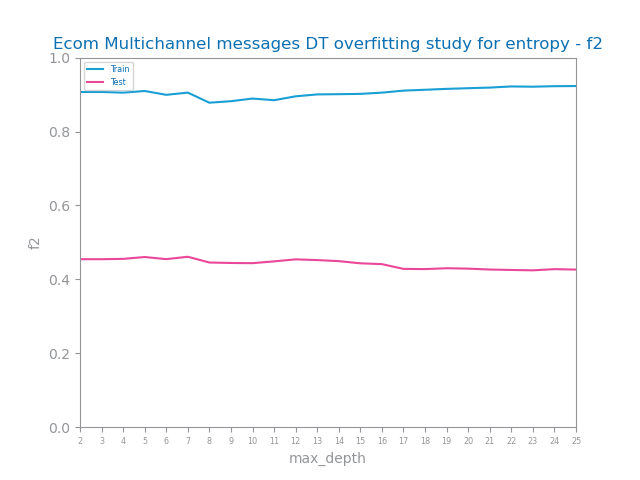 Ecom Multichannel messages DT overfitting study for entropy - f2
1.0
Train
Test
0.8
0.6
f2
0.4
0.2
0.0
2 3 4 5 6 7 8 9 10 11 12 13 14 15 16 17 18 19 20 21 22 23 24 25
max_depth